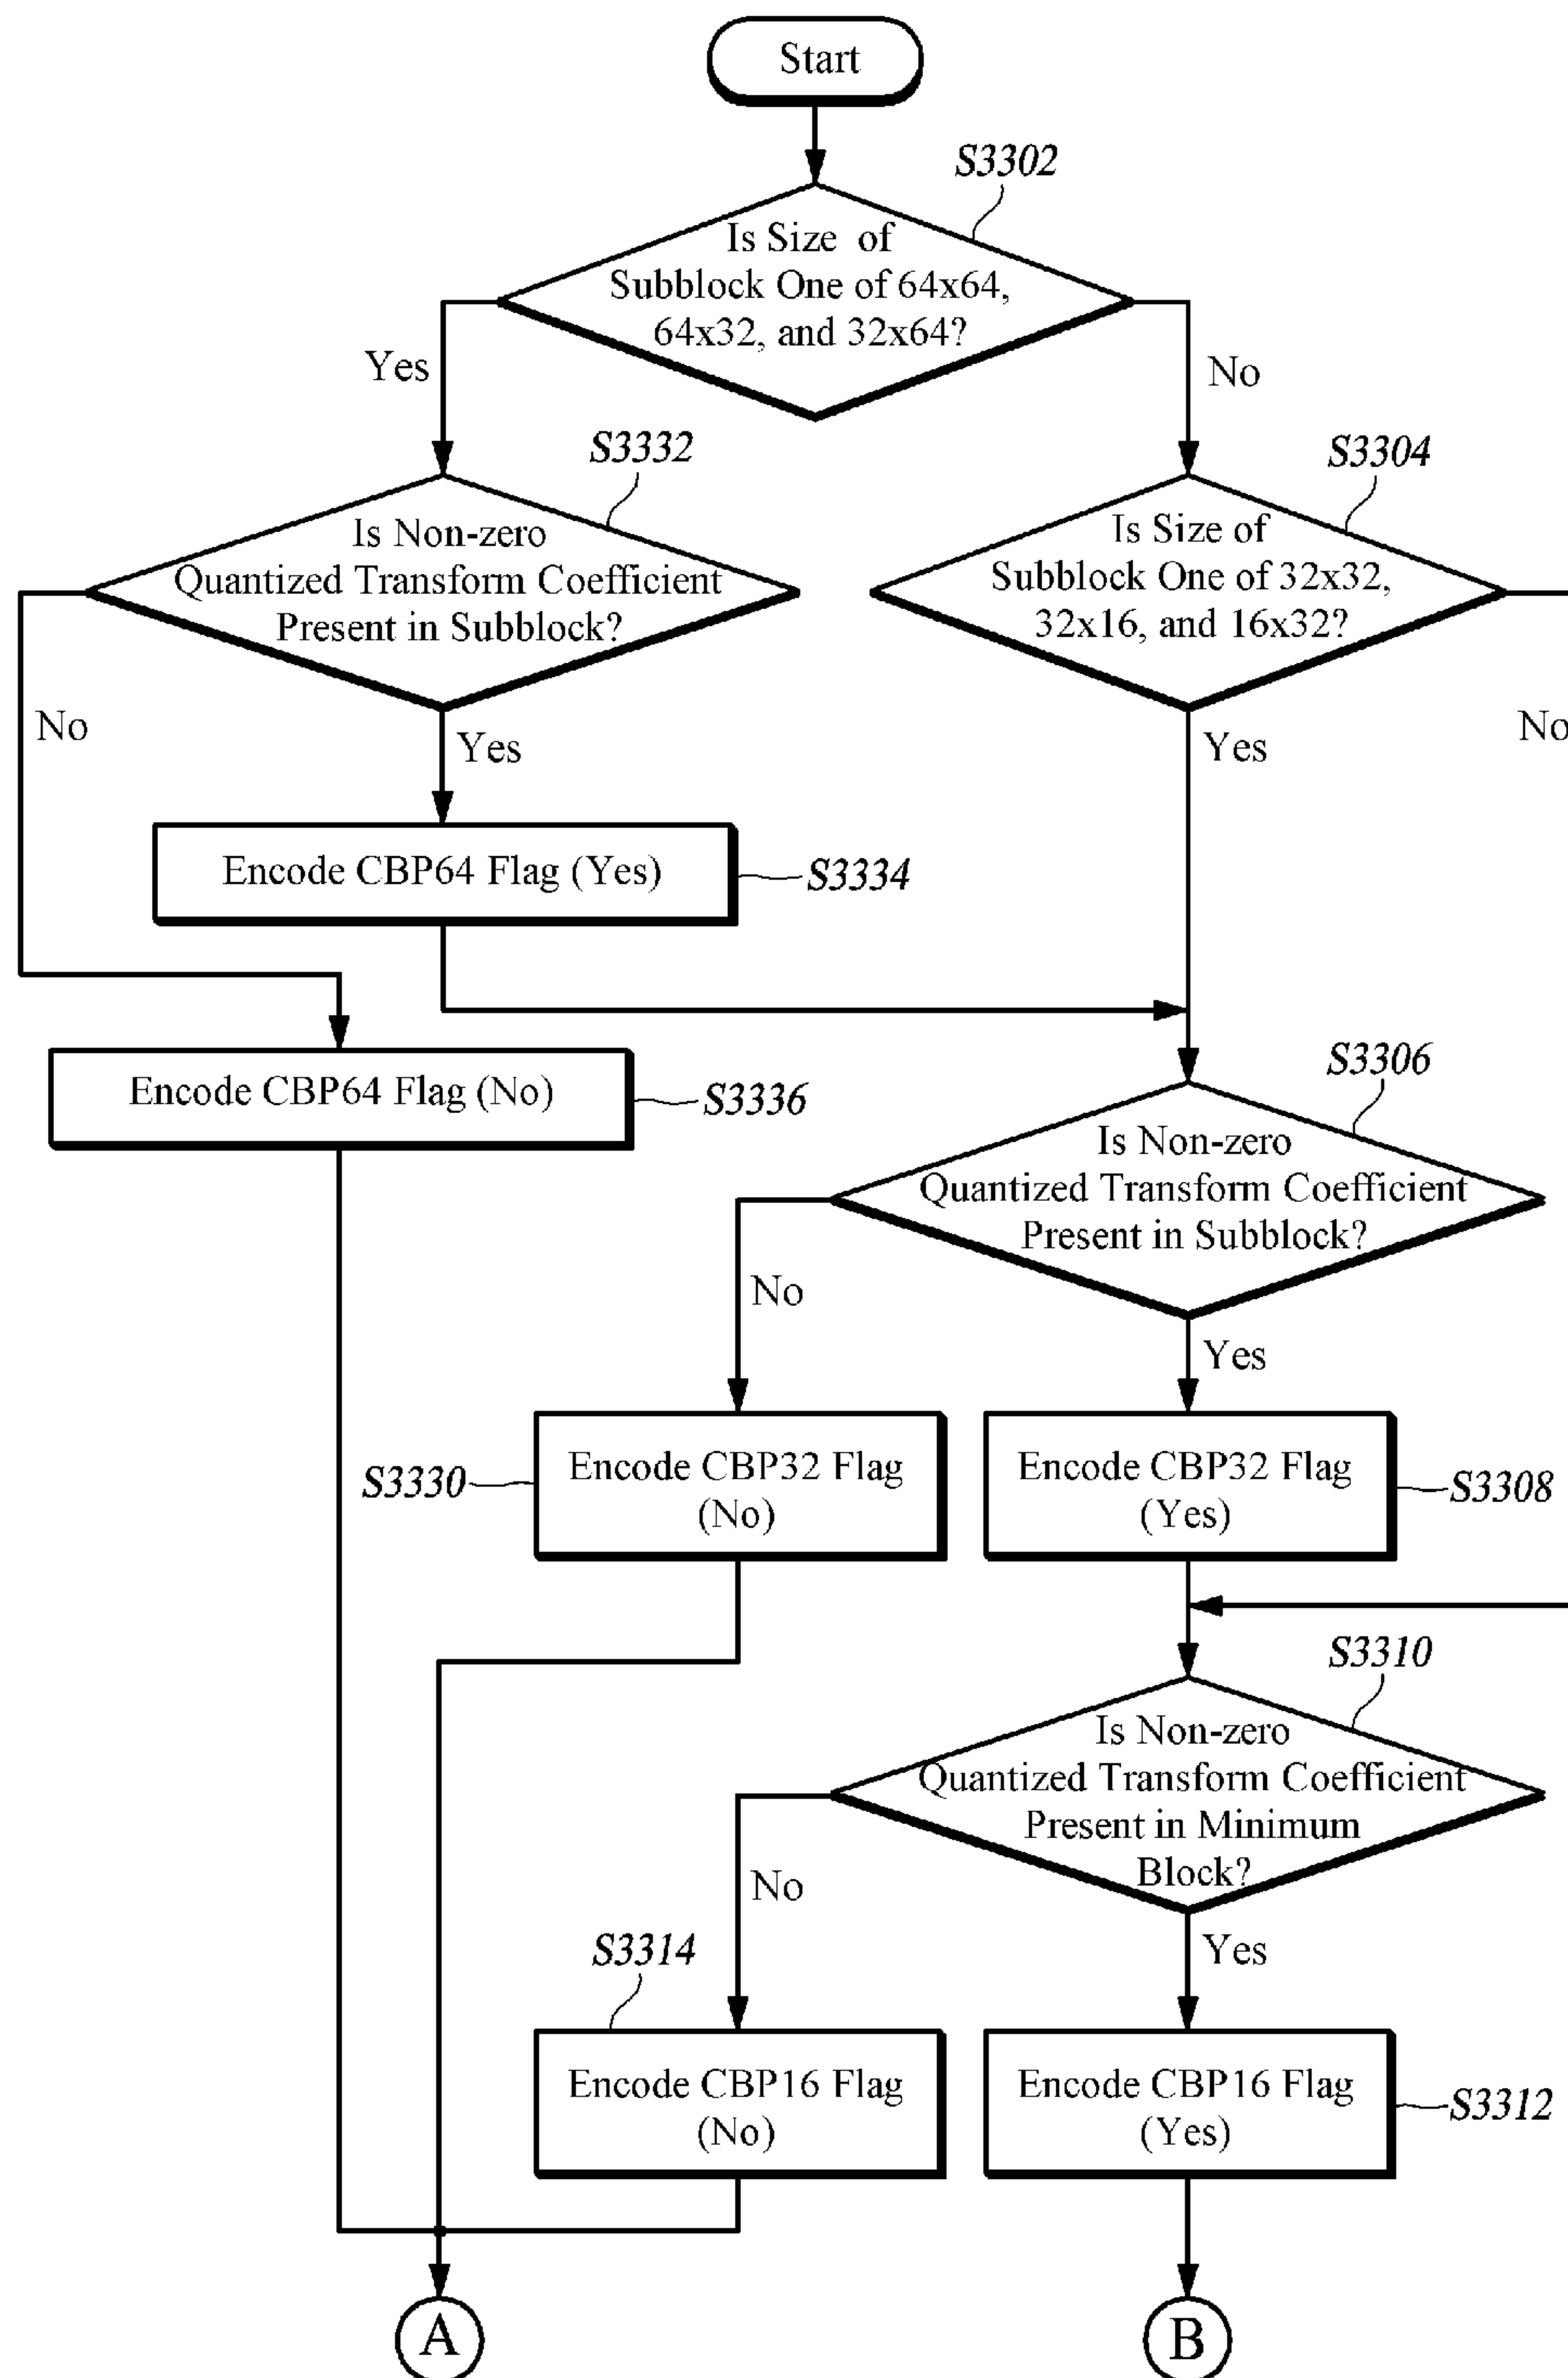 Start
S3302
Is Size of
Subblock One of 64x64,
64x32, and 32x64?
Yes
No
S3332
Is Non-zero
Quantized Transform Coefficient
Present in Subblock?
S3304
Is Size of
Subblock One of 32x32,
32x16, and 16x32?
No
Yes
Yes
No
Encode CBP64 Flag (Yes)
S3334
Encode CBP64 Flag (No)
S3336
S3306
Is Non-zero
Quantized Transform Coefficient
Present in Subblock?
No
Yes
S3330
Encode CBP32 Flag
(No)
Encode CBP32 Flag
(Yes)
S3308
S3310
Is Non-zero
Quantized Transform Coefficient
Present in Minimum
Block?
No
Yes
S3314
Encode CBP16 Flag
(No)
Encode CBP16 Flag
(Yes)
S3312
A
B